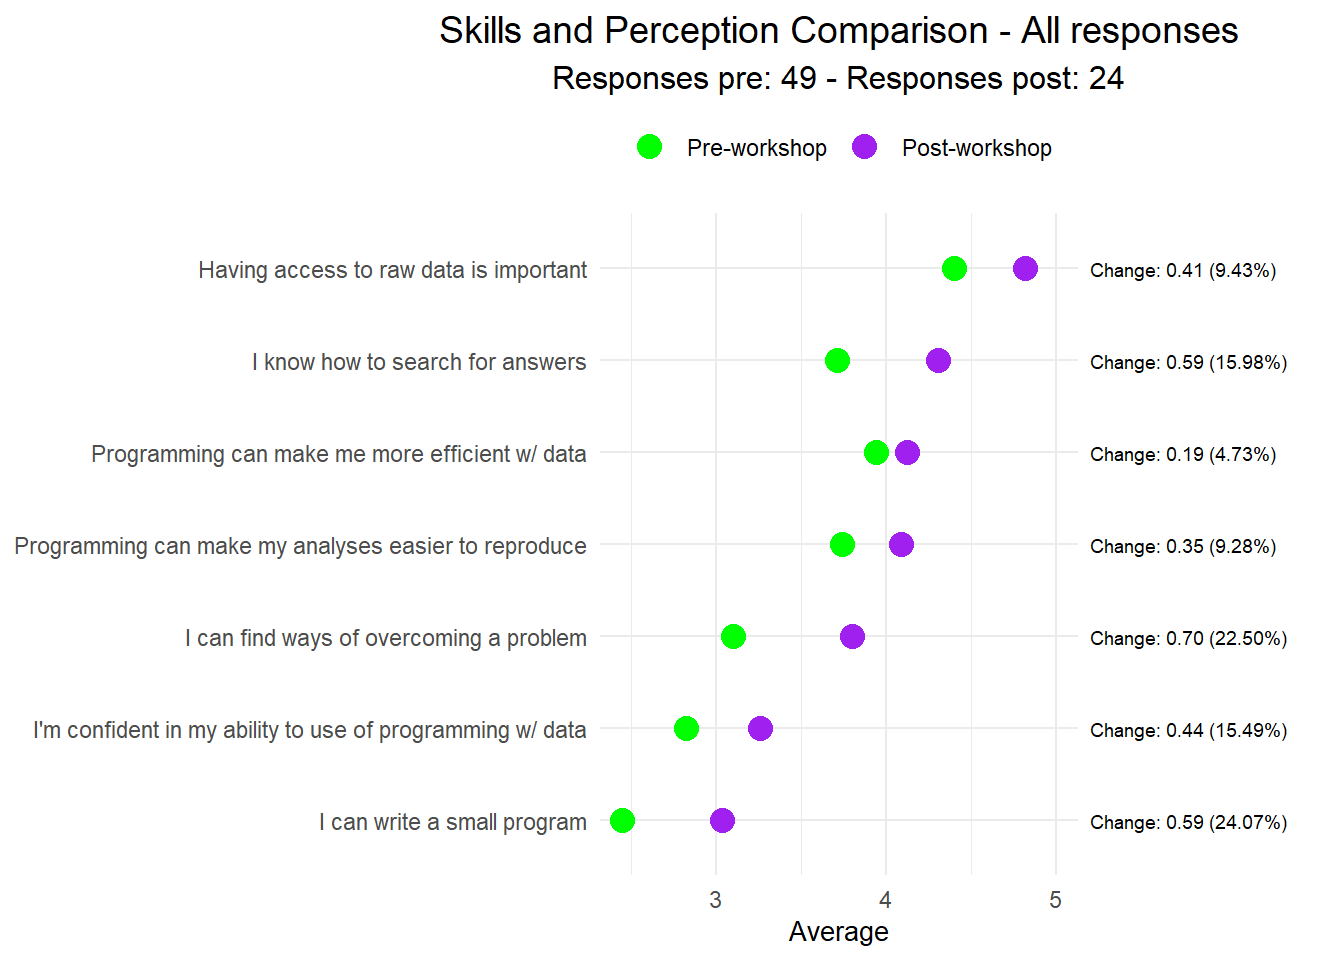 Skills and Perception Comparison - All responses
Responses pre: 49 - Responses post: 24
Pre-workshop
Post-workshop
Having access to raw data is important
Change: 0.41 (9.43%)
I know how to search for answers
Change: 0.59 (15.98%)
Programming can make me more efficient w/ data
Change: 0.19 (4.73%)
Programming can make my analyses easier to reproduce
Change: 0.35 (9.28%)
I can find ways of overcoming a problem
Change: 0.70 (22.50%)
I'm confident in my ability to use of programming w/ data
Change: 0.44 (15.49%)
I can write a small program
Change: 0.59 (24.07%)
3 4 5
Average